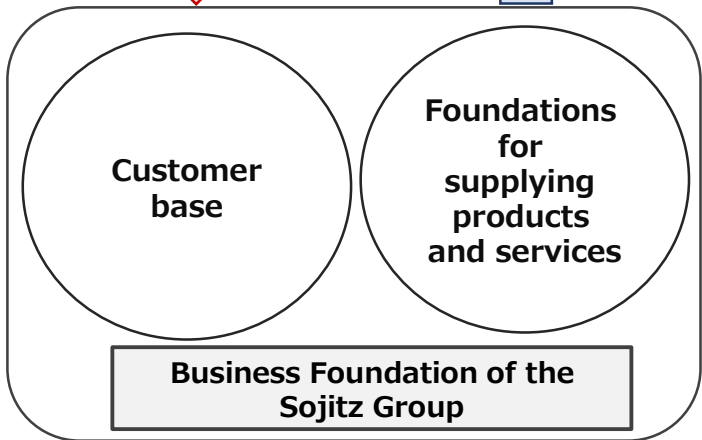 Customer
base
Foundations
for
supplying
products
and services
Business Foundation of the
Sojitz Group